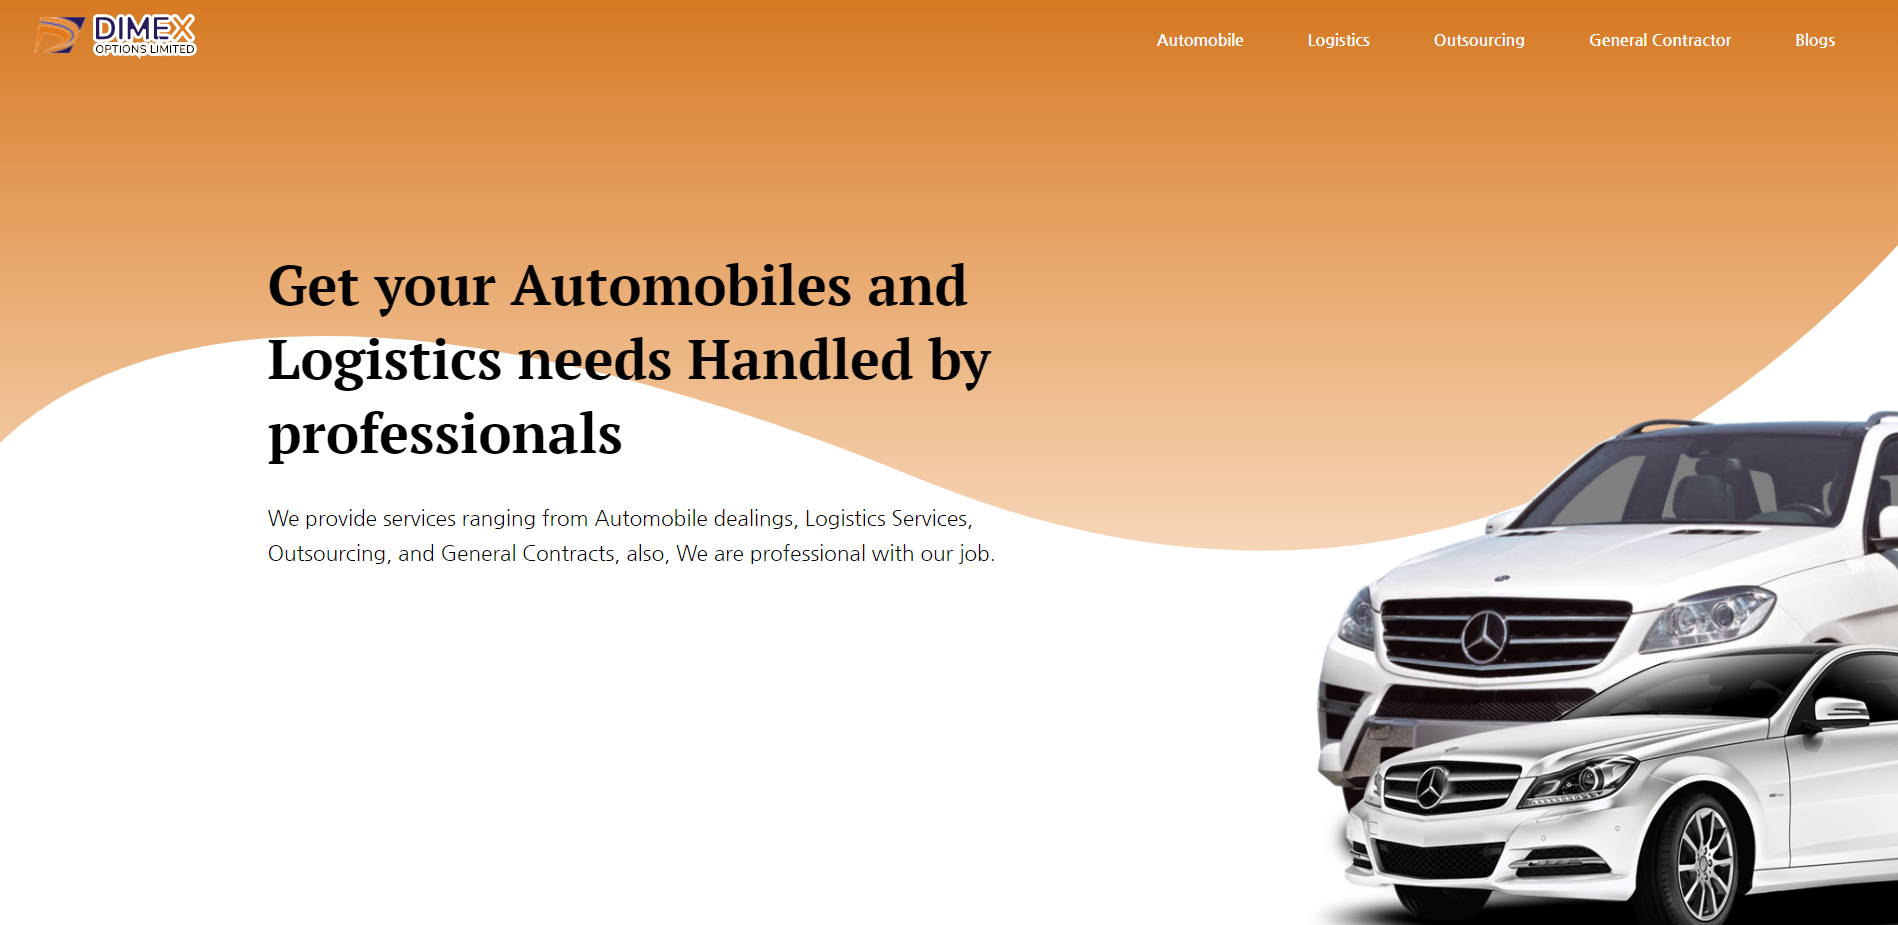 DIMEX
OPTIONS LIMITED
Automobile
Logistics
Outsourcing
General Contractor
Blogs
Get your Automobiles and
Logistics needs Handled by
professionals
We provide services ranging from Automobile dealings, Logistics Services,
Outsourcing, and General Contracts, also, We are professional with our job.